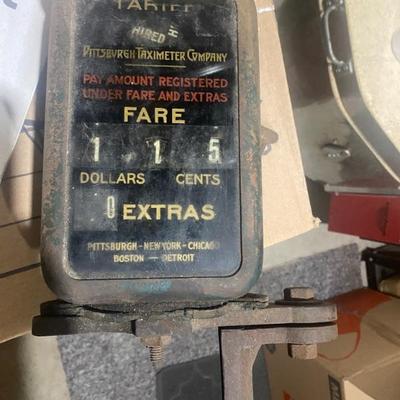 TARIFF
HIRED
PITTSBURGH TAXIMETER COMPANY
PAY AMOUNT REGISTERED
UNDER FARE AND EXTRAS
FARE
1 1 5
DOLLARS CENTS
0 EXTRAS
PITTSBURGH - NEW YORK - CHICAGO
BOSTON — DETROIT